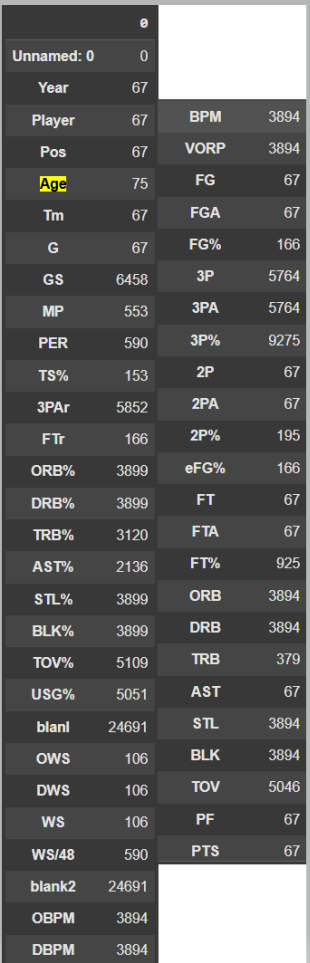 0
Unnamed: 0 0
Year 67
Player 67
Pos 67
Age 75
Tm 67
G 67
GS 6458
MP 553
PER 590
TS% 153
3PAr 5852
FTr 166
ORB% 3899
DRB% 3899
TRB% 3120
AST% 2136
STL% 3899
BLK% 3899
TOV% 5109
USG% 5051
blanl 24691
OWS 106
DWS 106
WS 106
WS/48 590
blank2 24691
OBPM 3894
DBPM 3894
BPM 3894
VORP 3894
FG 67
FGA 67
FG% 166
3P 5764
3PA 5764
3P% 9275
2P 67
2PA 67
2P% 195
eFG% 166
FT 67
FTA 67
FT% 925
ORB 3894
DRB 3894
TRB 379
AST 67
STL 3894
BLK 3894
TOV 5046
PF 67
PTS 67